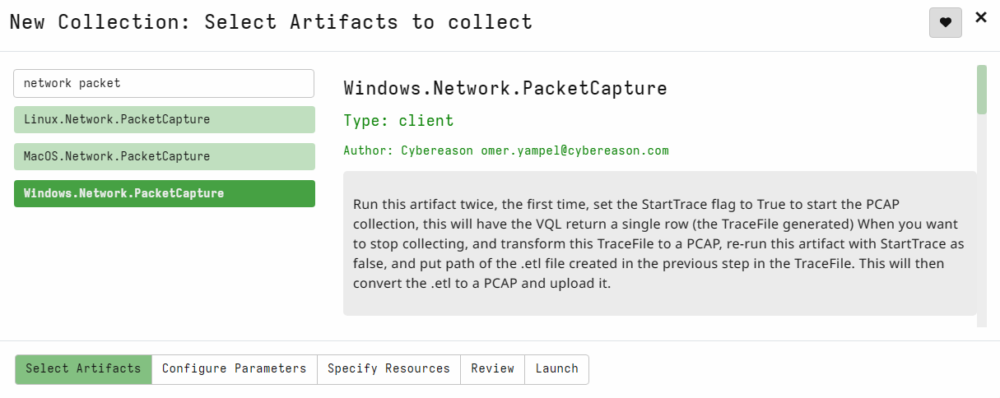 New Collection: Select Artifacts to collect
network packet
Linux.Network.PacketCapture
MacOS.Network.PacketCapture
Windows.Network.PacketCapture
Windows.Network.PacketCapture
Type: client
Author: Cybereason omer.yampel@cybereason.com
Run this artifact twice, the first time, set the StartTrace flag to True to start the PCAP
collection, this will have the VQL return a single row (the TraceFile generated) When you want
to stop collecting, and transform this TraceFile to a PCAP, re-run this artifact with StartTrace as
false, and put path of the .etl file created in the previous step in the TraceFile. This will then
convert the .etl to a PCAP and upload it.
Select Artifacts Configure Parameters Specify Resources Review Launch